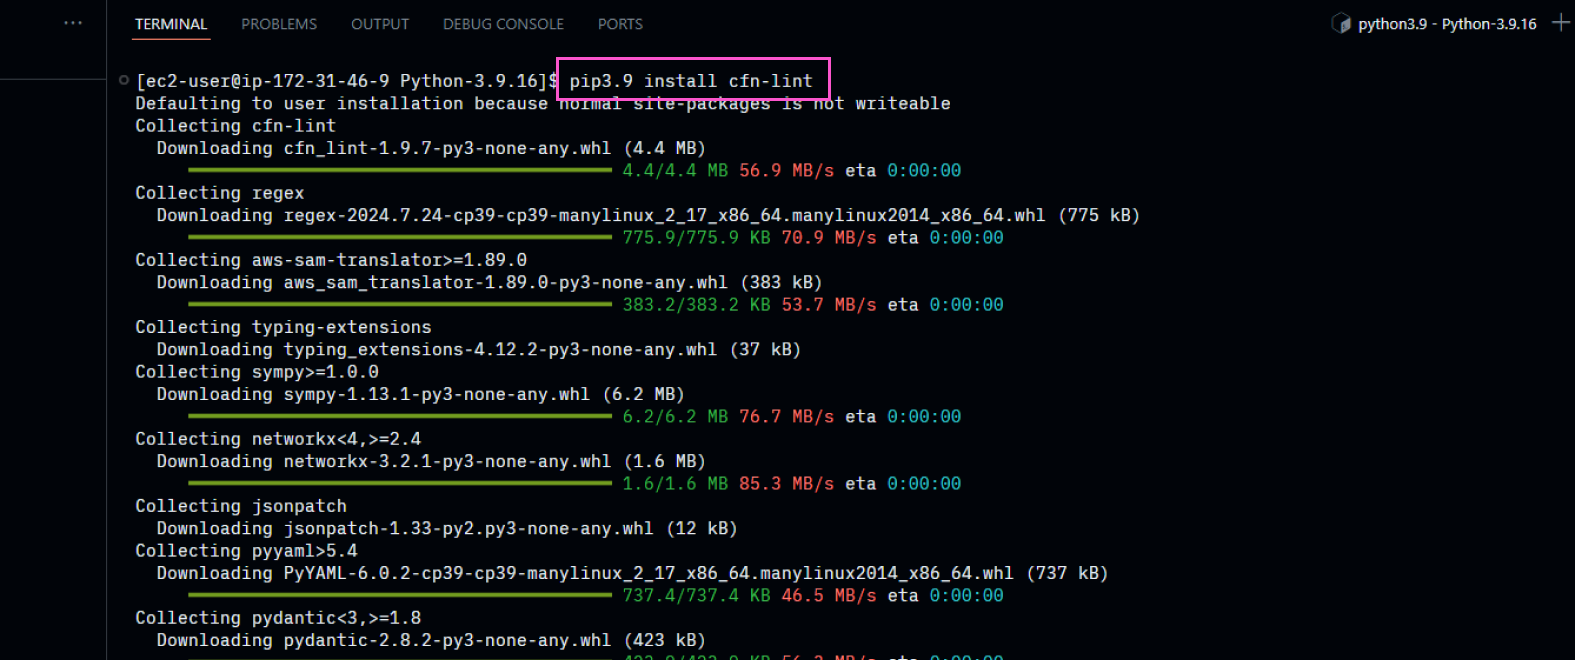 TERMINAL PROBLEMS OUTPUT DEBUG CONSOLE PORTS python3.9 - Python-3.9.16
[ec2-user@ip-172-31-46-9 Python-3.9.16]$ pip3.9 install cfn-lint
Defaulting to user installation because normal site-packages is not writeable
Collecting cfn-lint
Downloading cfn_lint-1.9.7-py3-none-any.whl (4.4 MB)
4.4/4.4 MB 56.9 MB/s eta 0:00:00
Collecting regex
Downloading regex-2024.7.24-cp39-cp39-manylinux_2_17_x86_64.manylinux2014_x86_64.whl (775 kB)
775.9/775.9 KB 70.9 MB/s eta 0:00:00
Collecting aws-sam-translator>=1.89.0
Downloading aws_sam_translator-1.89.0-py3-none-any.whl (383 kB)
383.2/383.2 KB 53.7 MB/s eta 0:00:00
Collecting typing-extensions
Downloading typing_extensions-4.12.2-py3-none-any.whl (37 kB)
Collecting sympy>=1.0.0
Downloading sympy-1.13.1-py3-none-any.whl (6.2 MB)
6.2/6.2 MB 76.7 MB/s eta 0:00:00
Collecting networkx<4,>=2.4
Downloading networkx-3.2.1-py3-none-any.whl (1.6 MB)
1.6/1.6 MB 85.3 MB/s eta 0:00:00
Collecting jsonpatch
Downloading jsonpatch-1.33-py2.py3-none-any.whl (12 kB)
Collecting pyyaml>5.4
Downloading PyYAML-6.0.2-cp39-cp39-manylinux_2_17_x86_64.manylinux2014_x86_64.whl (737 kB)
737.4/737.4 KB 46.5 MB/s eta 0:00:00
Collecting pydantic<3,>=1.8
Downloading pydantic-2.8.2-py3-none-any.whl (423 kB)